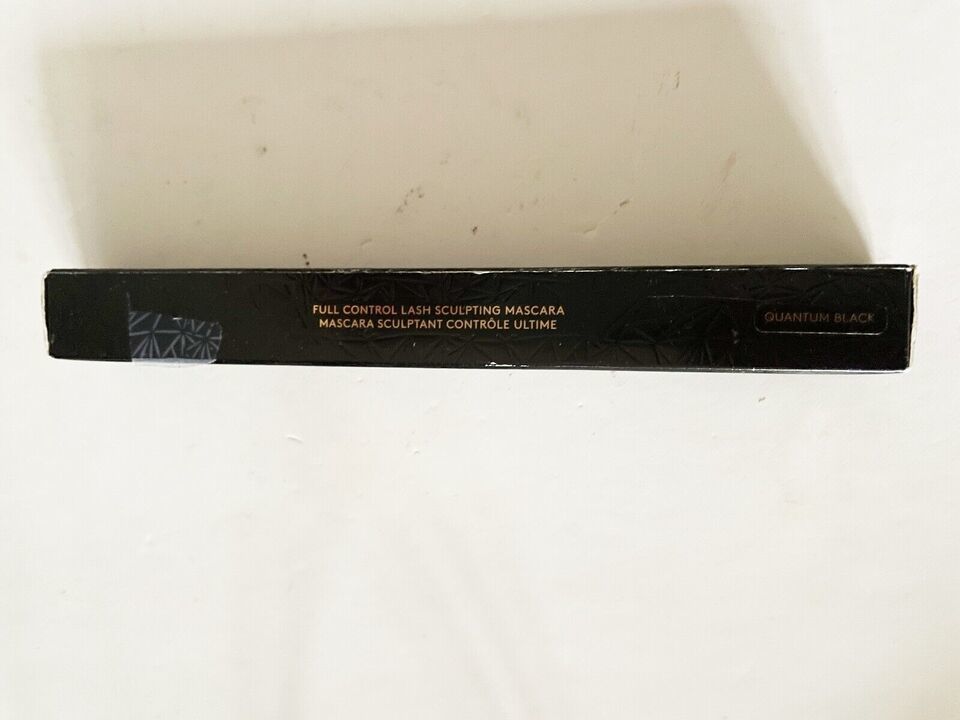 FULL CONTROL LASH SCULPTING MASCARA
MASCARA SCULPTANT CONTRÔLE ULTIME
QUANTUM BLACK